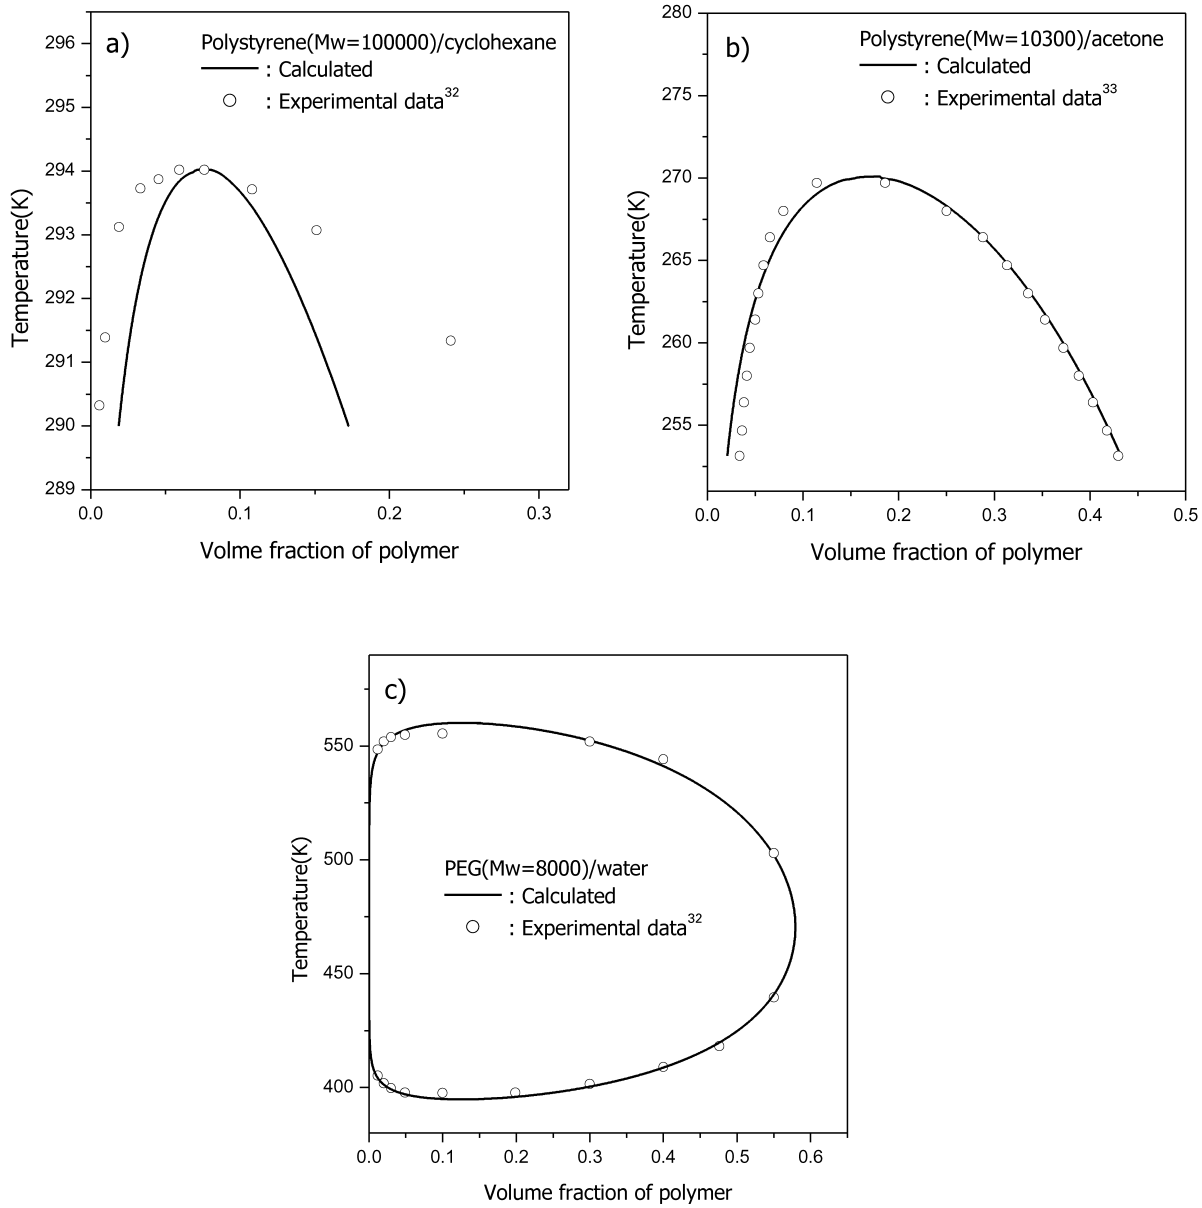 a)
Polystyrene(Mw=100000)/cyclohexane
: Calculated
: Experimental data32
Temperature(K)
296
295
294
293
292
291
290
289
0.0 0.1 0.2 0.3
Volme fraction of polymer
b)
Polystyrene(Mw=10300)/acetone
: Calculated
: Experimental data33
Temperature(K)
280
275
270
265
260
255
0.0 0.1 0.2 0.3 0.4 0.5
Volume fraction of polymer
c)
PEG(Mw=8000)/water
: Calculated
: Experimental data32
Temperature(K)
550
500
450
400
0.0 0.1 0.2 0.3 0.4 0.5 0.6
Volume fraction of polymer